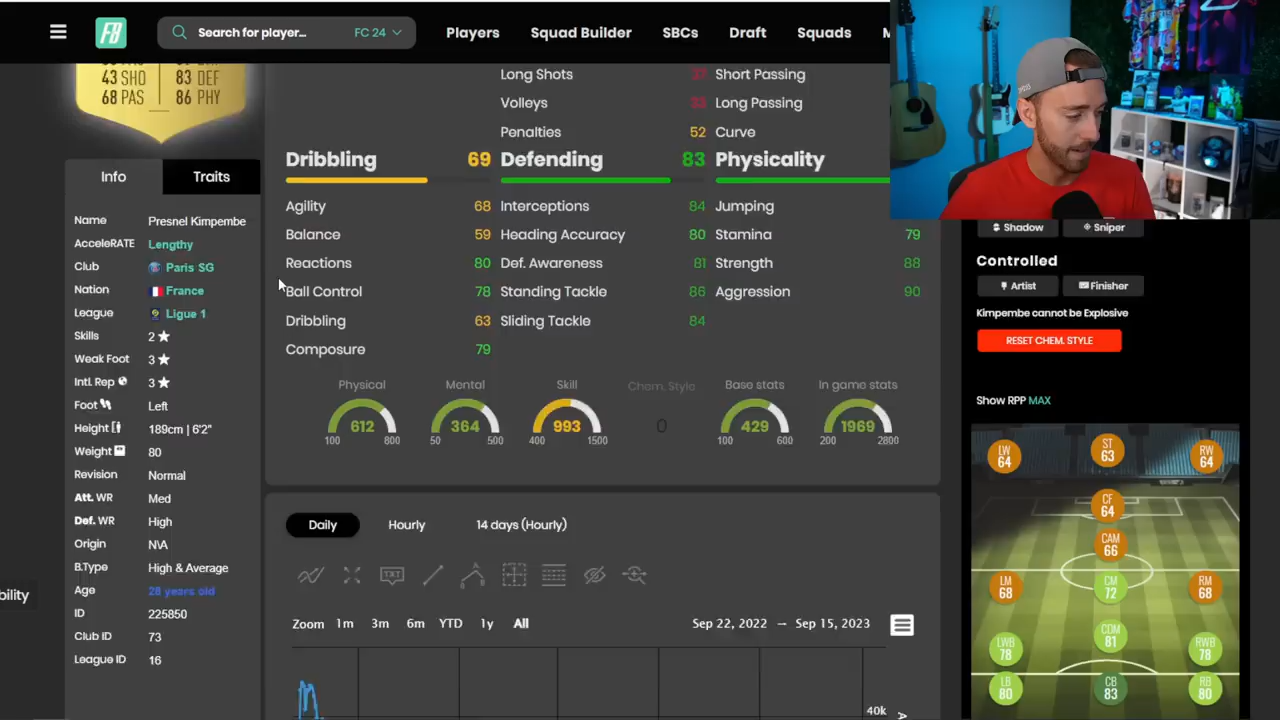 FB
Search for player...
FC 24
Players
Squad Builder
SBCs
Draft
Squads
M
43 SHO
83 DEF
68 PAS
86 PHY
Long Shots
Short Passing
Volleys
Long Passing
Penalties 52
Curve
Info
Traits
Dribbling 69
Defending 83
Physicality
Agility 68
Interceptions 84
Jumping
Balance 59
Heading Accuracy 80
Stamina 79
Reactions 80
Def. Awareness 81
Strength 88
Ball Control 78
Standing Tackle 86
Aggression 90
Dribbling 63
Sliding Tackle 84
Composure 79
Name Presnel Kimpembe
AcceleRATE Lengthy
Club Paris SG
Nation France
League Ligue 1
Skills 2
Weak Foot 3
Intl. Rep 3
Foot Left
Height 189cm | 6'2"
Weight 80
Revision Normal
Att. WR Med
Def. WR High
Origin N\A
B.Type High & Average
Age 28 years old
ID 225850
Club ID 73
League ID 16
bility
Physical
Mental
Skill
Chem. Style
Base stats
In game stats
612
364
993
0
429
1969
100 800
50 500
400 1500
100 600
200 2800
Daily
Hourly
14 days (Hourly)
TXT
Zoom 1m 3m 6m YTD 1y All
Sep 22, 2022 → Sep 15, 2023
40k
Shadow
Sniper
Controlled
Artist
Finisher
Kimpembe cannot be Explosive
RESET CHEM. STYLE
Show RPP MAX
LW
64
ST
63
RW
64
CF
64
CAM
66
LM
68
CM
72
RM
68
CDM
81
LWB
78
RWB
78
LB
80
CB
83
RB
80